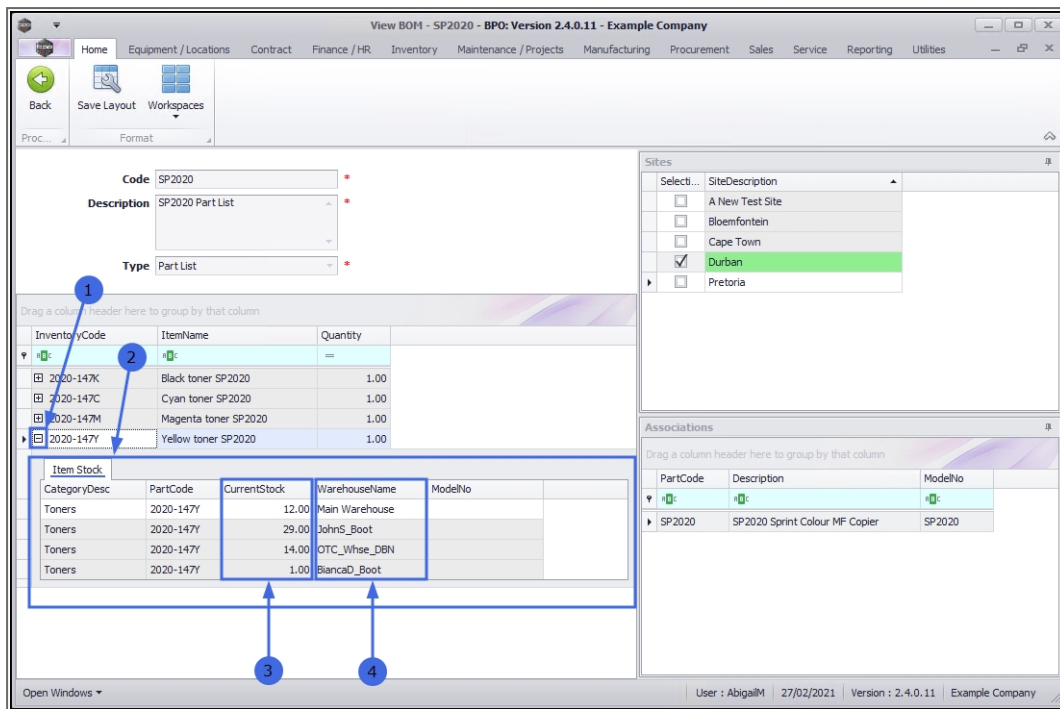 View BOM - SP2020 - BPO: Version 2.4.0.11 - Example Company
Home Equipment / Locations Contract Finance / HR Inventory Maintenance / Projects Manufacturing Procurement Sales Service Reporting Utilities
Back Save Layout Workspaces
Proc... Format
Code SP2020 *
Description SP2020 Part List *
Type Part List *
1
Drag a column header here to group by that column
InventoryCode ItemName Quantity
2
2020-147K Black toner SP2020 1.00
2020-147C Cyan toner SP2020 1.00
2020-147M Magenta toner SP2020 1.00
2020-147Y Yellow toner SP2020 1.00
Item Stock
CategoryDesc PartCode CurrentStock WarehouseName ModelNo
Toners 2020-147Y 12.00 Main Warehouse
Toners 2020-147Y 29.00 JohnS_Boot
Toners 2020-147Y 14.00 OTC_Whse_DBN
Toners 2020-147Y 1.00 BiancaD_Boot
3 4
Sites
Selecti... SiteDescription
A New Test Site
Bloemfontein
Cape Town
Durban
Pretoria
Associations
Drag a column header here to group by that column
PartCode Description ModelNo
SP2020 SP2020 Sprint Colour MF Copier SP2020
Open Windows User : AbigailM 27/02/2021 Version : 2.4.0.11 Example Company